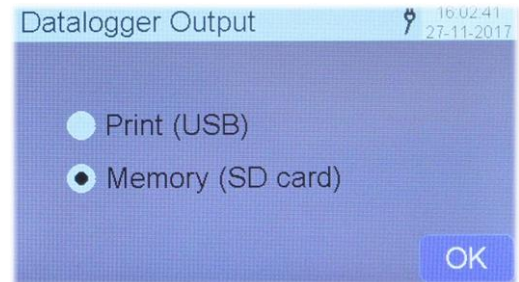 Datalogger Output
16:02:41
27-11-2017
Print (USB)
Memory (SD card)
OK